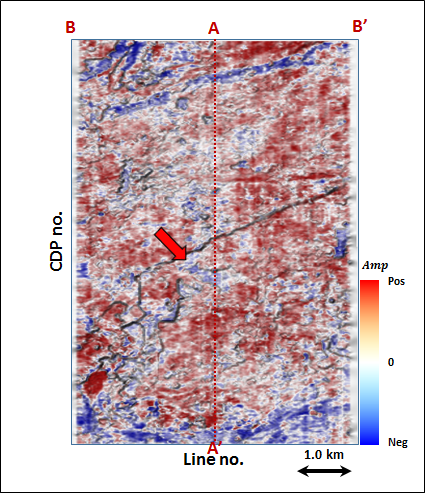 B A B’
CDP no.
Amp
Pos
0
Neg
A’
Line no.
1.0 km